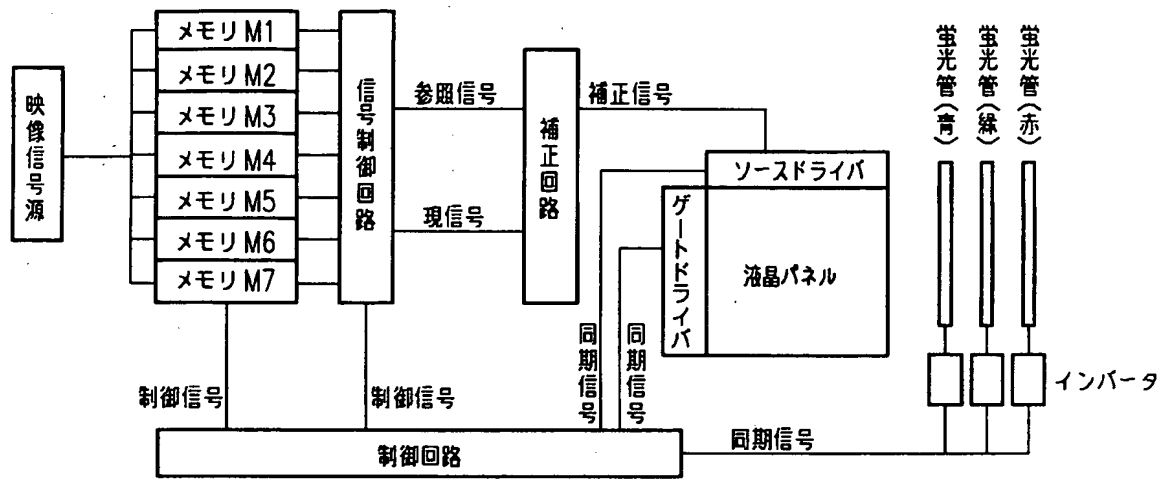 映像信号源
メモリM1
メモリM2
メモリM3
メモリM4
メモリM5
メモリM6
メモリM7
信号制御回路
参照信号
現信号
補正回路
補正信号
ソースドライバ
ゲートドライバ
液晶パネル
蛍光管(青)
蛍光管(緑)
蛍光管(赤)
インバータ
制御信号
制御信号
同期信号
同期信号
同期信号
制御回路